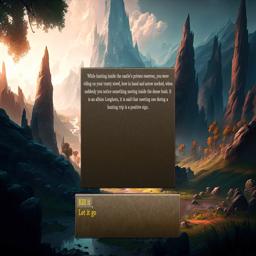 While hunting inside the castle's private reserves, you were
riding on your trusty steed, bow in hand and arrow nocked, when
suddenly you notice something moving inside the dense bush. It
is an albino Longhorn, it is said that meeting one during a
hunting trip is a positive sign.
Kill it
Let it go